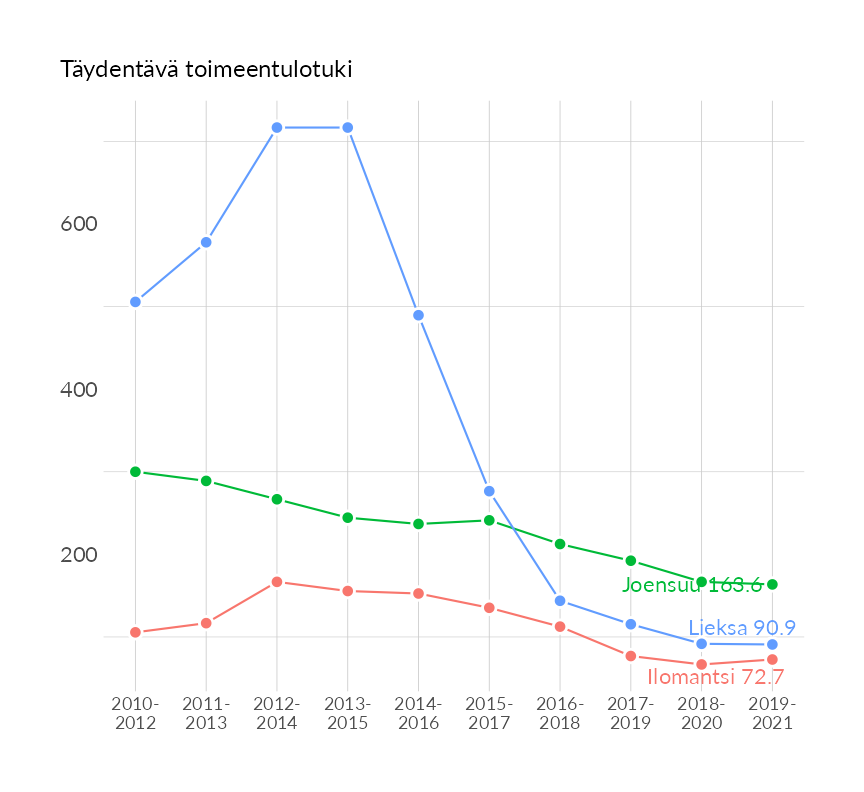 Täydentävä toimeentulotuki
600
400
200
Joensuu 163.6
Lieksa 90.9
Ilomantsi 72.7
2010- 2011- 2012- 2013- 2014- 2015- 2016- 2017- 2018- 2019-
2012 2013 2014 2015 2016 2017 2018 2019 2020 2021